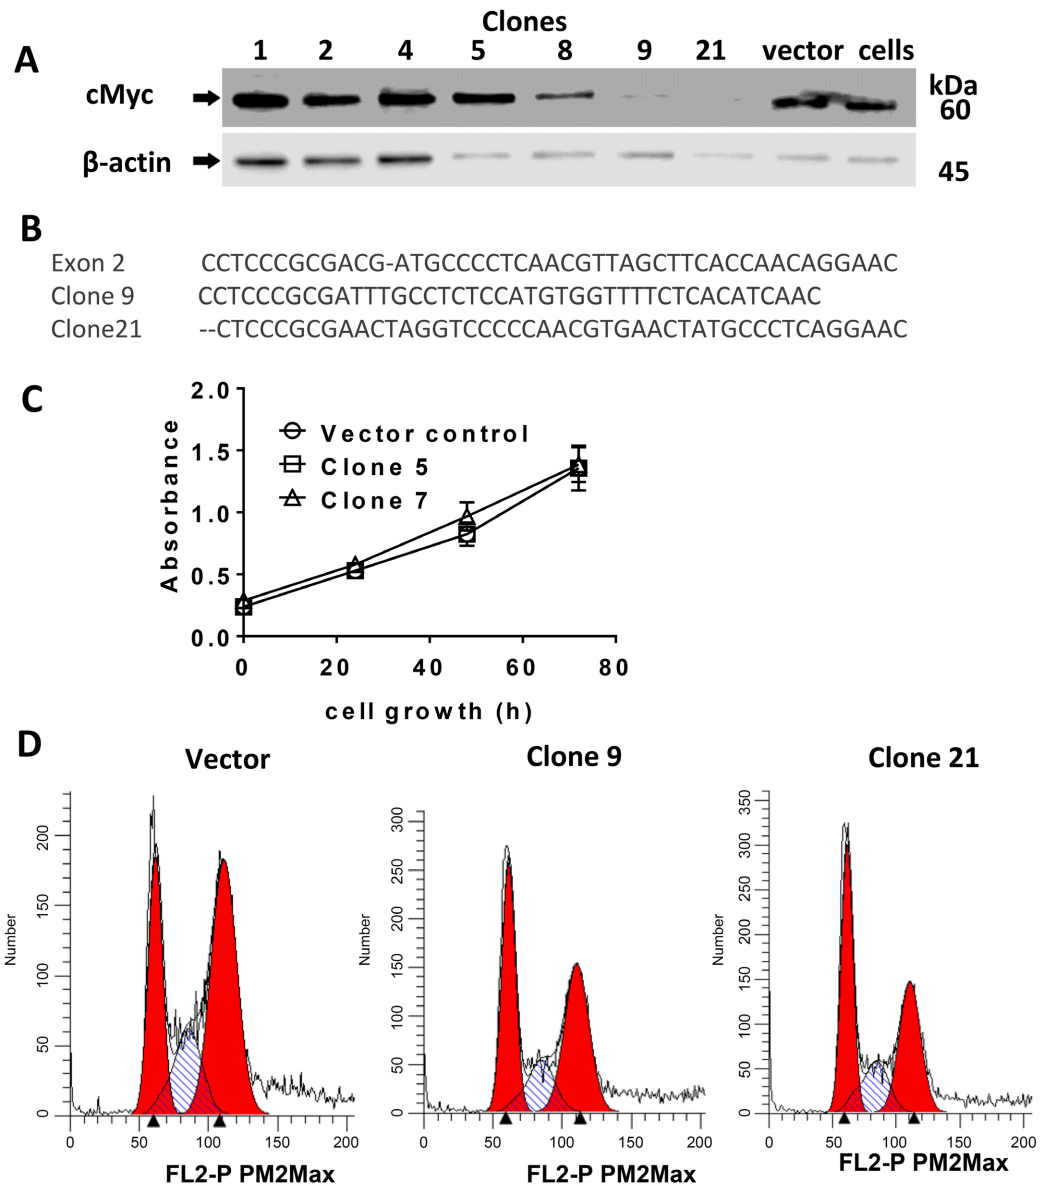 A
Clones
1 2 4 5 8 9 21 vector cells
cMyc
kDa
60
β-actin
45
B
Exon 2 CCTCCCGCGACG-ATGCCCCTCAACGTTAGCTTCACCAACAGGAAC
Clone 9 CCTCCCGCGATTTGCCTCTCCATGTGGTTTTCTCACATCAAC
Clone21 --CTCCCGCGAACTAGGTCCCCCAACGTGAACTATGCCCTCAGGAAC
C
Absorbance
2.0
1.5
1.0
0.5
0.0
Vector control
Clone 5
Clone 7
0 20 40 60 80
cell growth (h)
D
Vector
Number
200
150
100
50
0
0 50 100 150 200
FL2-P PM2Max
Clone 9
Number
300
250
200
150
100
50
0
0 50 100 150 200
FL2-P PM2Max
Clone 21
Number
350
300
250
200
150
100
50
0
0 50 100 150 200
FL2-P PM2Max